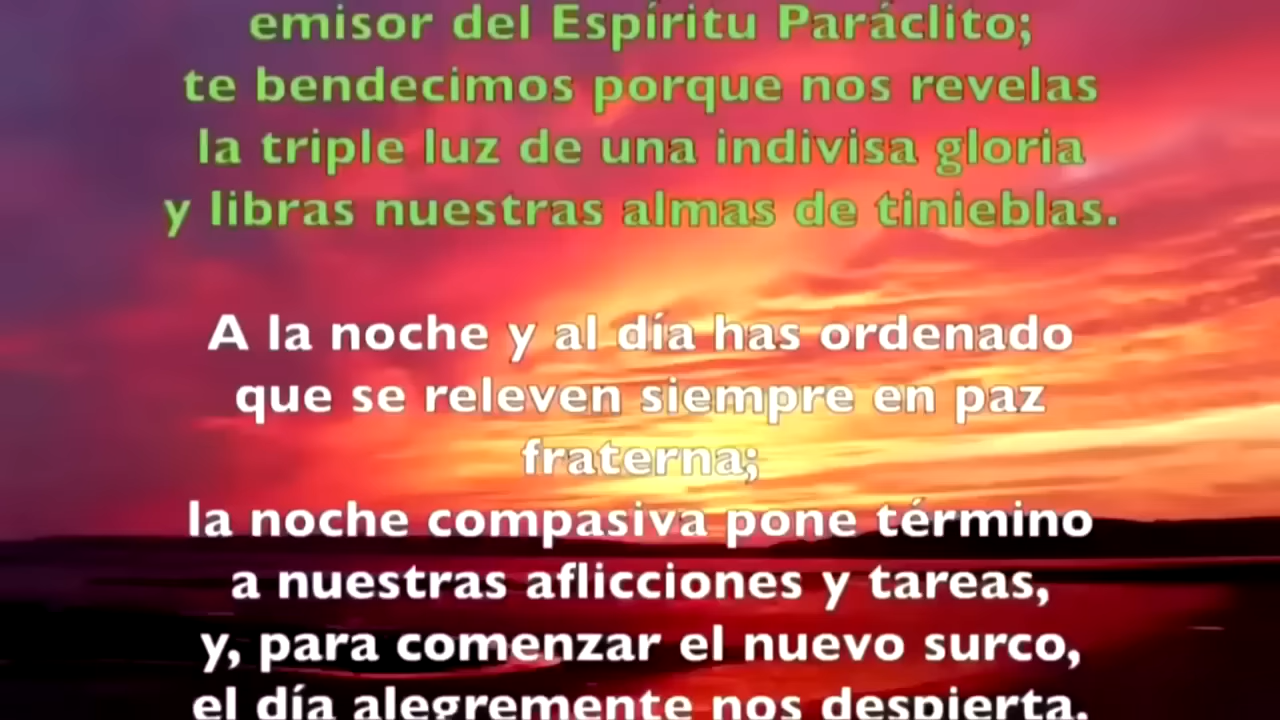 emisor del Espíritu Paráclito;
te bendecimos porque nos revelas
la triple luz de una indivisa gloria
y libras nuestras almas de tinieblas.
A la noche y al día has ordenado
que se releven siempre en paz
fraterna;
la noche compasiva pone término
a nuestras aflicciones y tareas,
y, para comenzar el nuevo surco,
el día alegremente nos despierta.